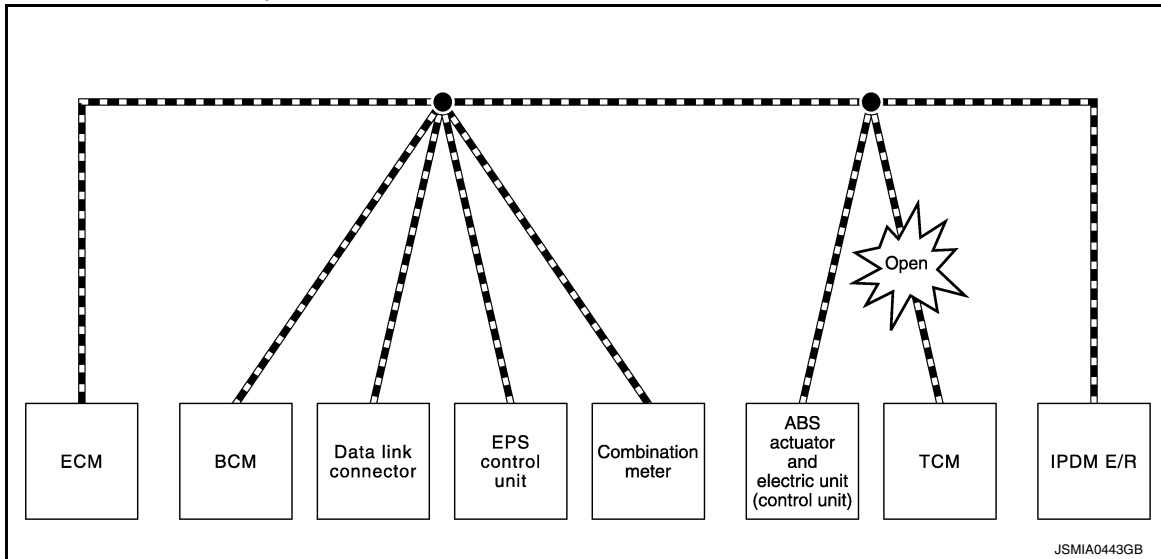 Open
ECM
BCM
Data link
connector
EPS
control
unit
Combination
meter
ABS
actuator
and
electric unit
(control unit)
TCM
IPDM E/R
JSMIA0443GB